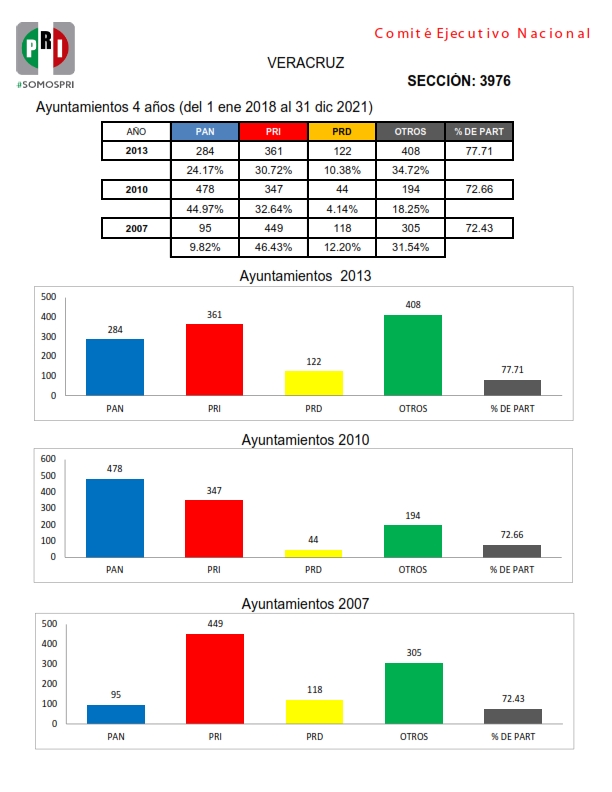 Comité Ejecutivo Nacional
PRI
#SOMOSPRI
VERACRUZ
SECCIÓN: 3976
Ayuntamientos 4 años (del 1 ene 2018 al 31 dic 2021)
AÑO PAN PRI PRD OTROS % DE PART
2013 284 361 122 408 77.71
24.17% 30.72% 10.38% 34.72%
2010 478 347 44 194 72.66
44.97% 32.64% 4.14% 18.25%
2007 95 449 118 305 72.43
9.82% 46.43% 12.20% 31.54%
Ayuntamientos 2013
500
400
300
200
100
0
284 361 122 408 77.71
PAN PRI PRD OTROS % DE PART
Ayuntamientos 2010
600
500
400
300
200
100
0
478 347 44 194 72.66
PAN PRI PRD OTROS % DE PART
Ayuntamientos 2007
500
400
300
200
100
0
95 449 118 305 72.43
PAN PRI PRD OTROS % DE PART